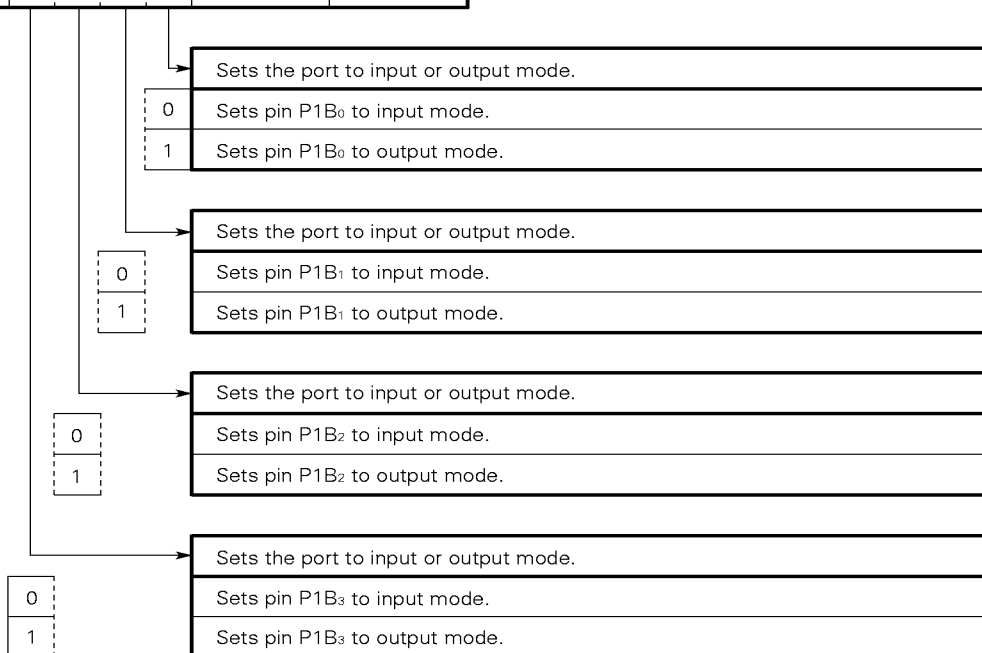 Sets the port to input or output mode.
0 Sets pin P1B₀ to input mode.
1 Sets pin P1B₀ to output mode.
Sets the port to input or output mode.
0 Sets pin P1B₁ to input mode.
1 Sets pin P1B₁ to output mode.
Sets the port to input or output mode.
0 Sets pin P1B₂ to input mode.
1 Sets pin P1B₂ to output mode.
Sets the port to input or output mode.
0 Sets pin P1B₃ to input mode.
1 Sets pin P1B₃ to output mode.